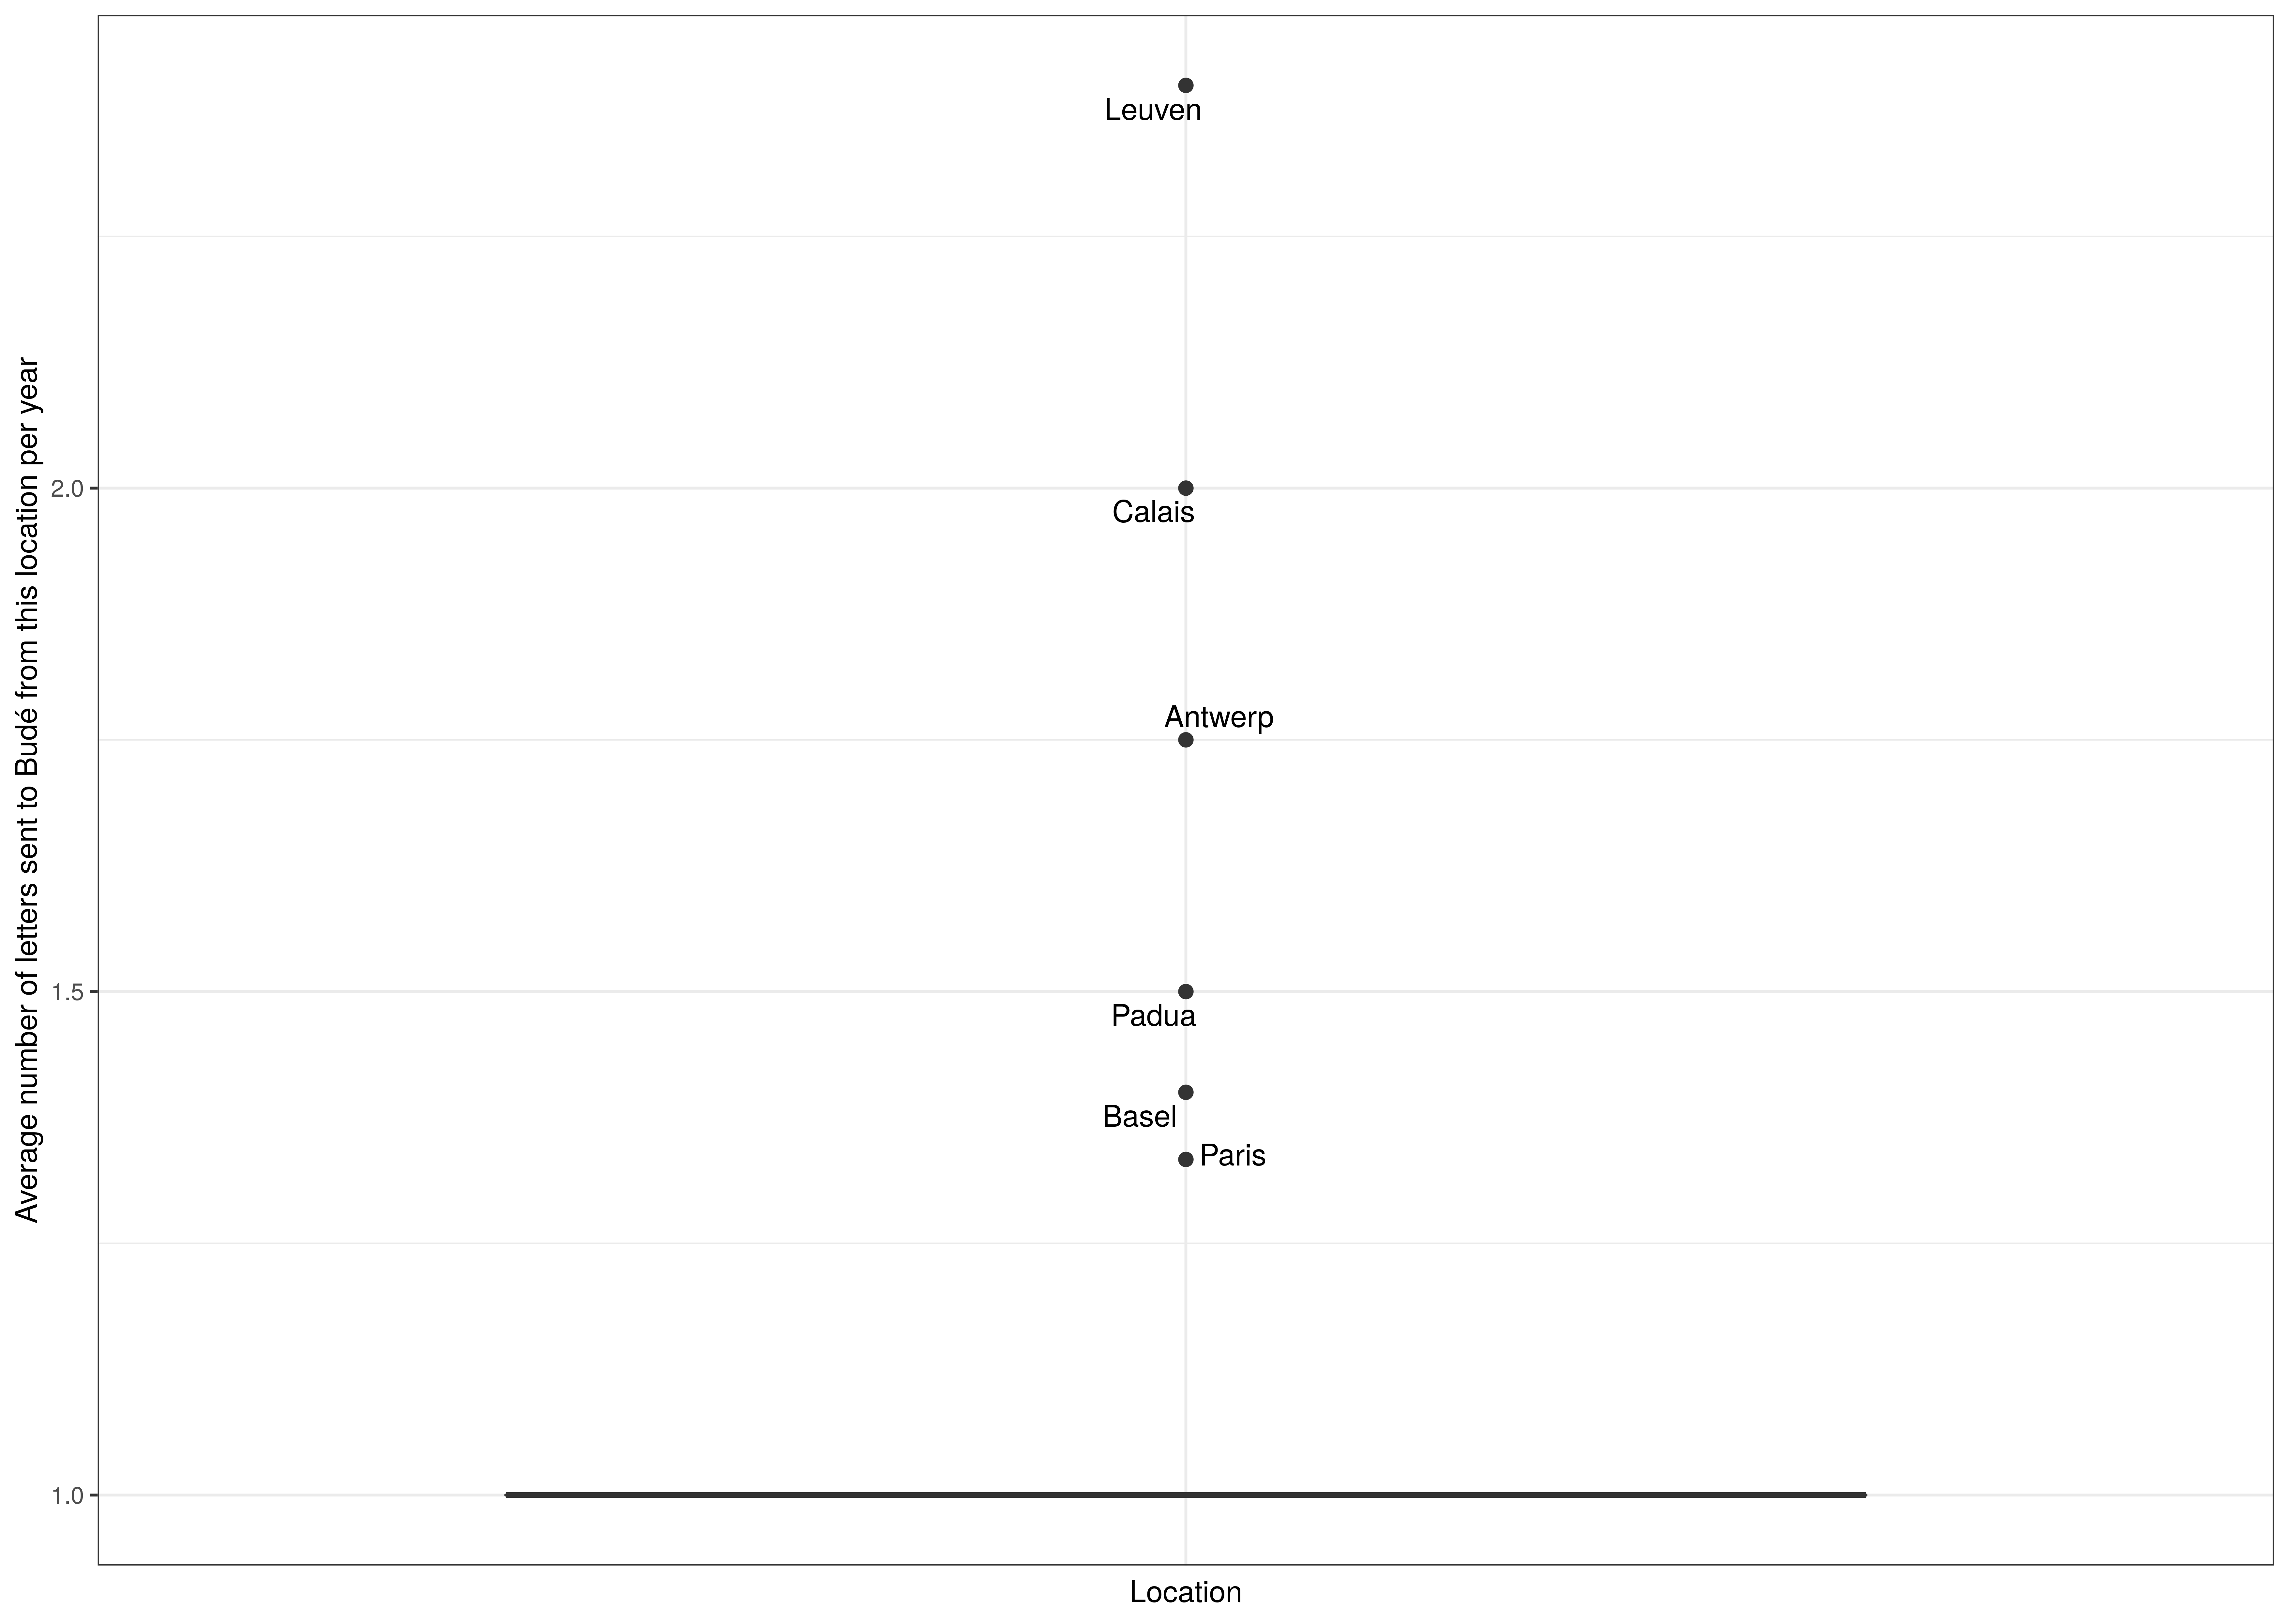 Average number of letters sent to Budé from this location per year
Leuven
2.0
Calais
Antwerp
1.5
Padua
Basel
Paris
1.0
Location